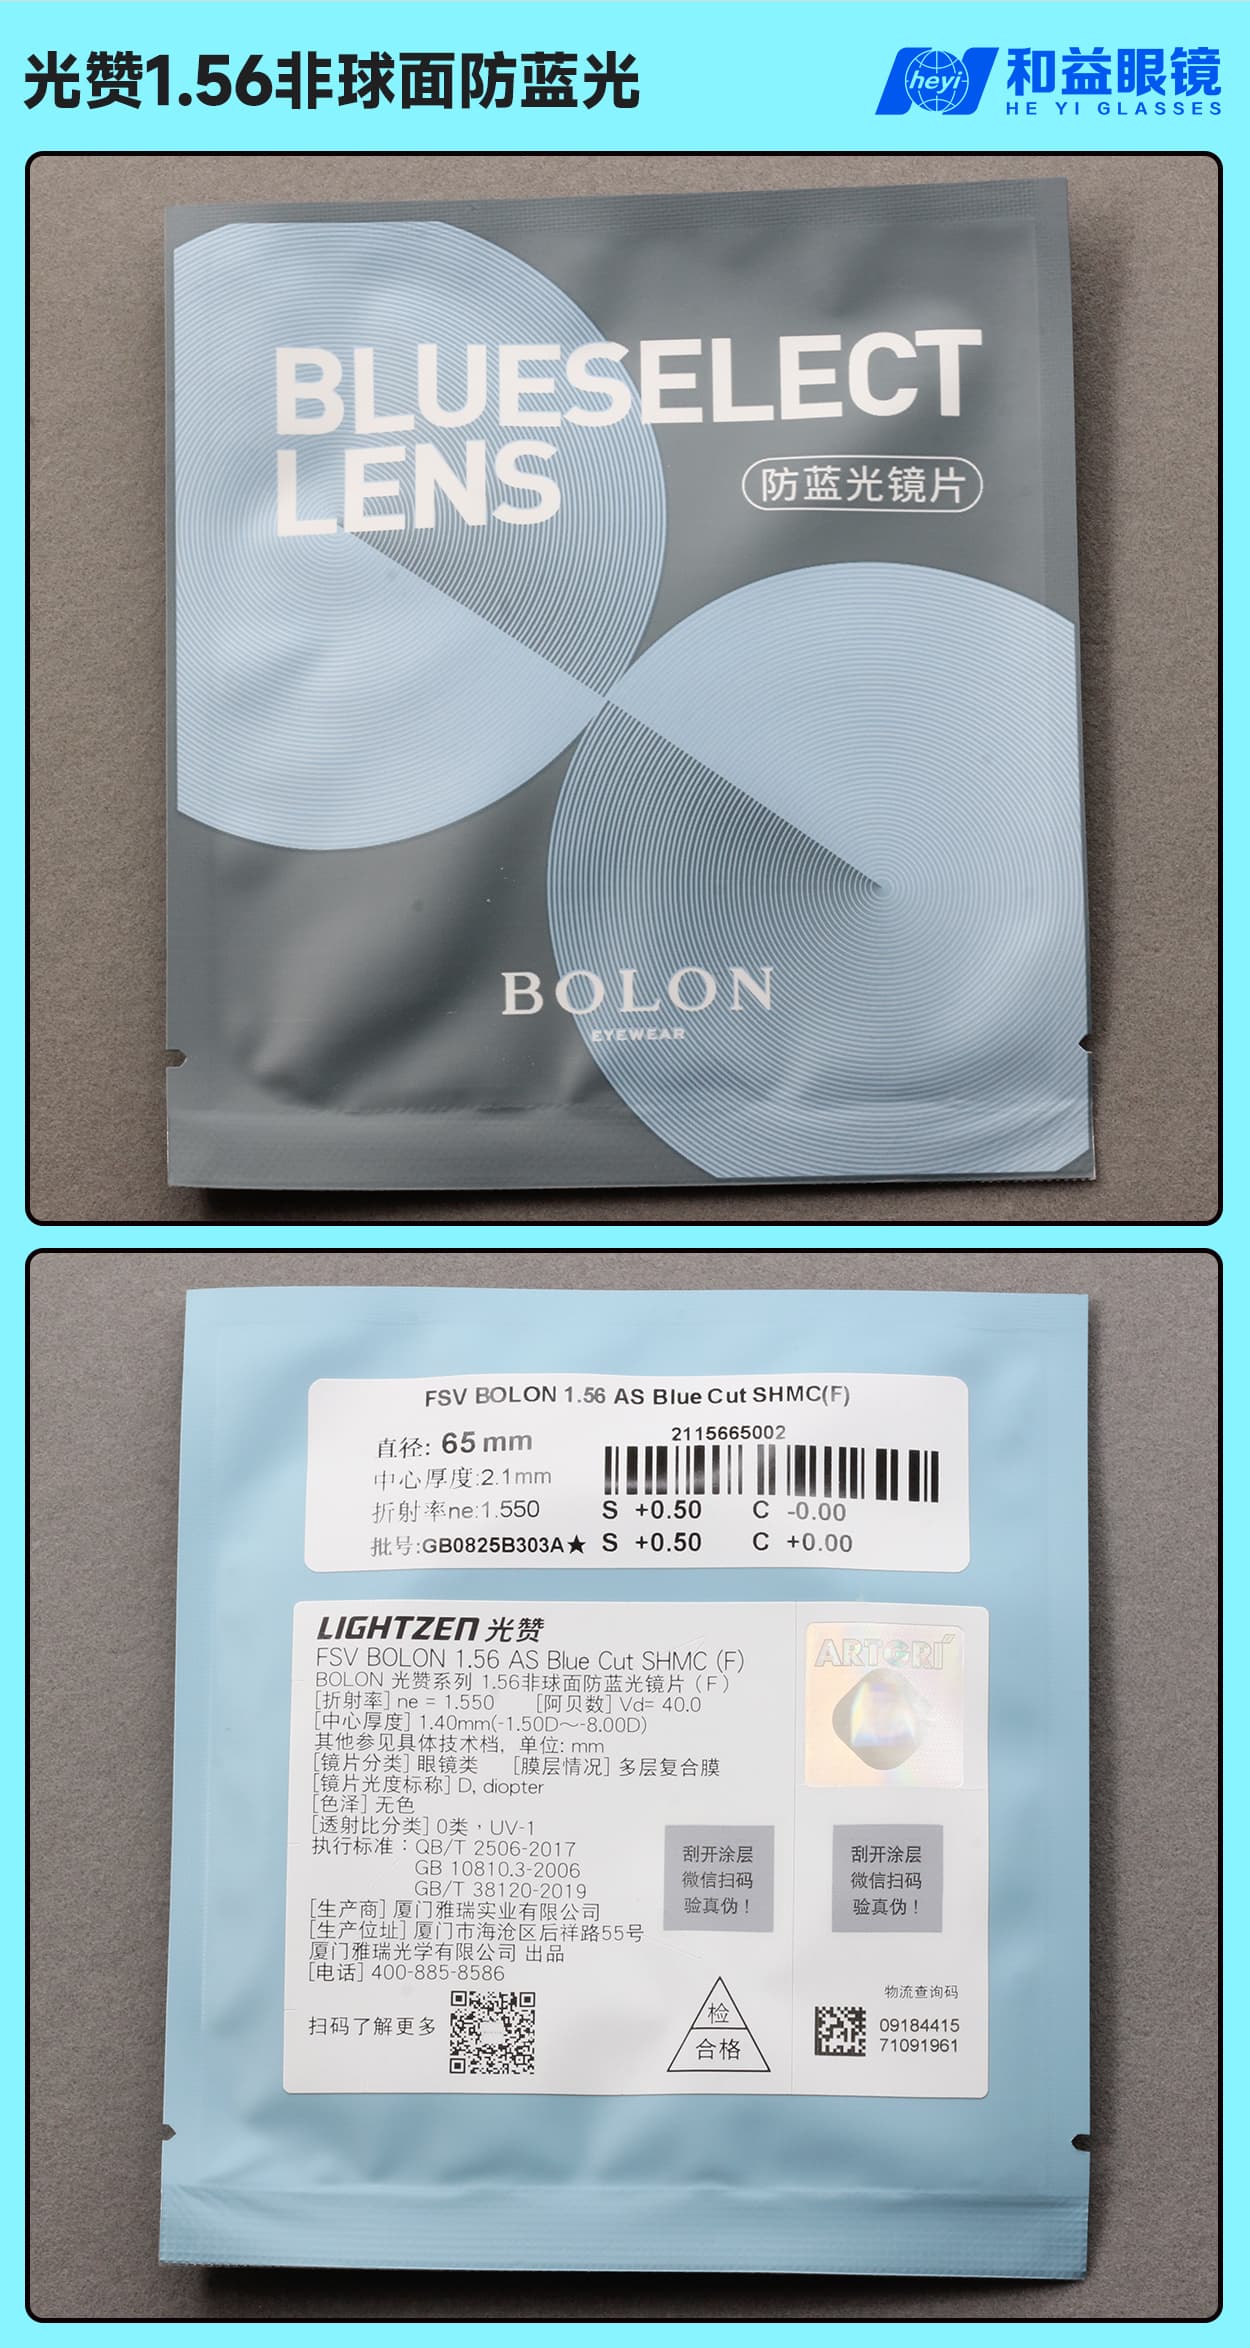 光赞1.56非球面防蓝光
heyi
和益眼镜
HE YI GLASSES
BLUESELECT
LENS
防蓝光镜片
BOLON
EYEWEAR
FSV BOLON 1.56 AS Blue Cut SHMC(F)
直径: 65 mm
中心厚度:2.1mm
折射率ne:1.550
批号:GB0825B303A★
2115665002
S +0.50 C -0.00
S +0.50 C +0.00
LIGHTZEN 光赞
FSV BOLON 1.56 AS Blue Cut SHMC (F)
BOLON 光赞系列 1.56非球面防蓝光镜片（F）
[折射率] ne = 1.550 [阿贝数] Vd= 40.0
[中心厚度] 1.40mm(-1.50D～-8.00D)
其他参见具体技术档, 单位: mm
[镜片分类] 眼镜类 [膜层情况] 多层复合膜
[镜片光度标称] D, diopter
[色泽] 无色
[透射比分类] 0类，UV-1
执行标准：QB/T 2506-2017
GB 10810.3-2006
GB/T 38120-2019
[生产商] 厦门雅瑞实业有限公司
[生产位址] 厦门市海沧区后祥路55号
厦门雅瑞光学有限公司 出品
[电话] 400-885-8586
扫码了解更多
刮开涂层
微信扫码
验真伪！
检
合格
ARTORI
刮开涂层
微信扫码
验真伪！
物流查询码
09184415
71091961